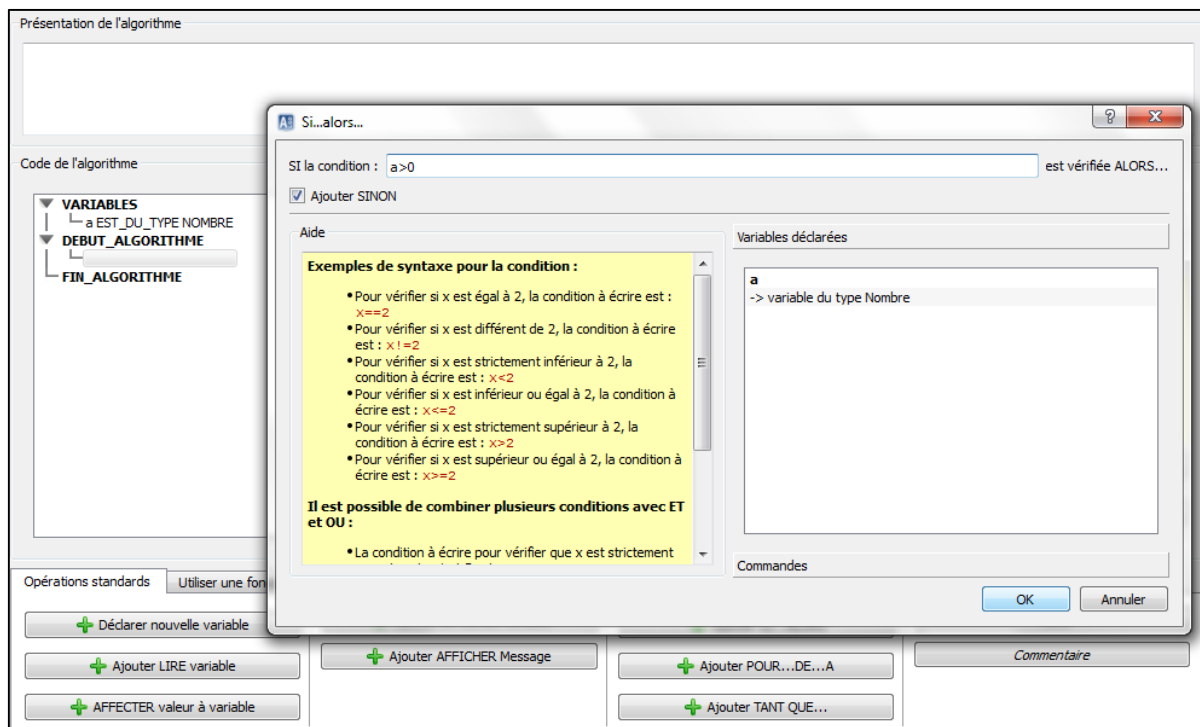 Présentation de l'algorithme
Si...alors...
Code de l'algorithme
VARIABLES
a EST_DU_TYPE NOMBRE
DEBUT_ALGORITHME
FIN_ALGORITHME
SI la condition : a>0 est vérifiée ALORS...
Ajouter SINON
Aide
Exemples de syntaxe pour la condition :
•Pour vérifier si x est égal à 2, la condition à écrire est :
x==2
•Pour vérifier si x est différent de 2, la condition à écrire
est : x!=2
•Pour vérifier si x est strictement inférieur à 2, la
condition à écrire est : x<2
•Pour vérifier si x est inférieur ou égal à 2, la condition à
écrire est : x<=2
•Pour vérifier si x est strictement supérieur à 2, la
condition à écrire est : x>2
•Pour vérifier si x est supérieur ou égal à 2, la condition à
écrire est : x>=2
Il est possible de combiner plusieurs conditions avec ET
et OU :
•La condition à écrire pour vérifier que x est strictement
Variables déclarées
a
-> variable du type Nombre
Commandes
OK
Annuler
Opérations standards
Utiliser une fon
Déclarer nouvelle variable
Ajouter LIRE variable
AFFECTER valeur à variable
Ajouter AFFICHER Message
Ajouter POUR...DE...A
Ajouter TANT QUE...
Commentaire